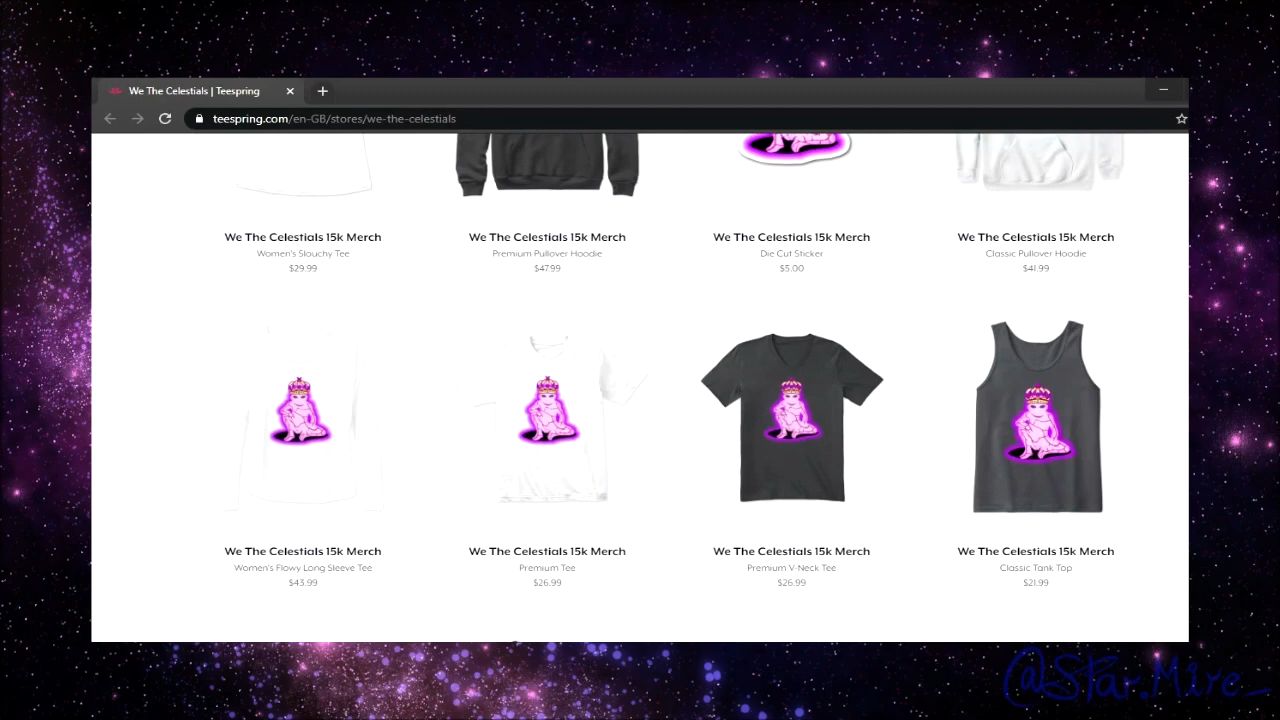 We The Celestials | Teespring
teespring.com/en-GB/stores/we-the-celestials
We The Celestials 15k Merch
Women's Slouchy Tee
$29.99
We The Celestials 15k Merch
Premium Pullover Hoodie
$47.99
We The Celestials 15k Merch
Die Cut Sticker
$5.00
We The Celestials 15k Merch
Classic Pullover Hoodie
$41.99
We The Celestials 15k Merch
Women's Flowy Long Sleeve Tee
$43.99
We The Celestials 15k Merch
Premium Tee
$26.99
We The Celestials 15k Merch
Premium V-Neck Tee
$26.99
We The Celestials 15k Merch
Classic Tank Top
$21.99
@Star.Mire_